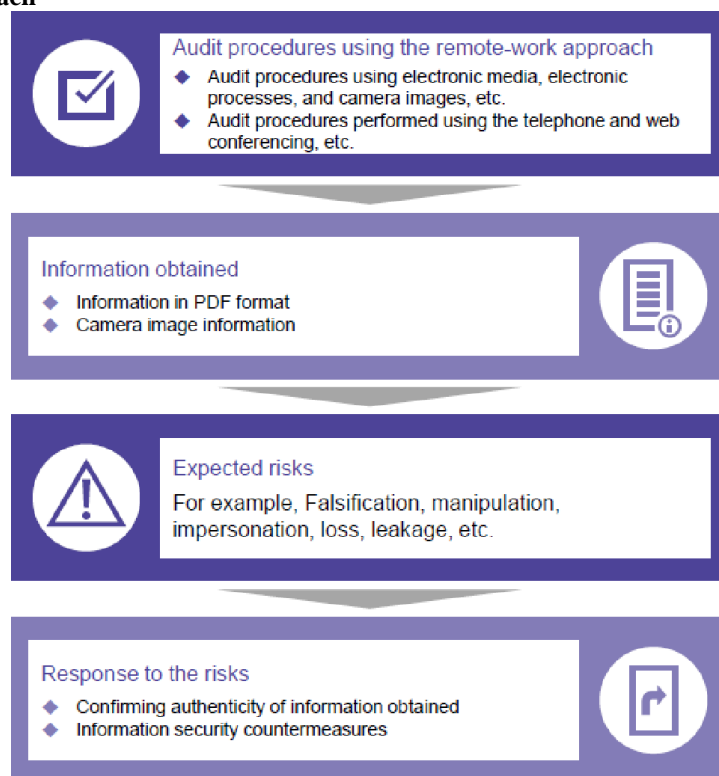 Audit procedures using the remote-work approach
◆ Audit procedures using electronic media, electronic
processes, and camera images, etc.
◆ Audit procedures performed using the telephone and web
conferencing, etc.
Information obtained
◆ Information in PDF format
◆ Camera image information
Expected risks
For example, Falsification, manipulation,
impersonation, loss, leakage, etc.
Response to the risks
◆ Confirming authenticity of information obtained
◆ Information security countermeasures